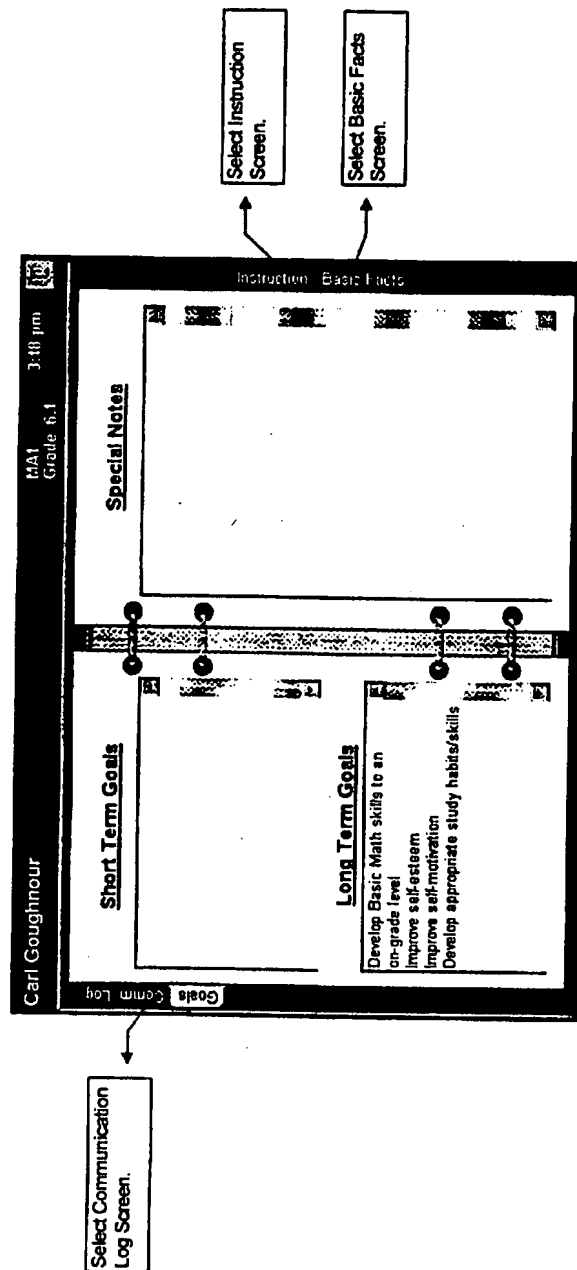 Carl Goughnour
MA1
Grade 6.1
3:48 pm
Goals
Comm Log
Short Term Goals
Long Term Goals
Develop Basic Math skills to an
on-grade level
Improve self-esteem
Improve self-motivation
Develop appropriate study habits/skills
Special Notes
Instruction
Basic Facts
Select Communication
Log Screen.
Select Instruction
Screen.
Select Basic Facts
Screen.